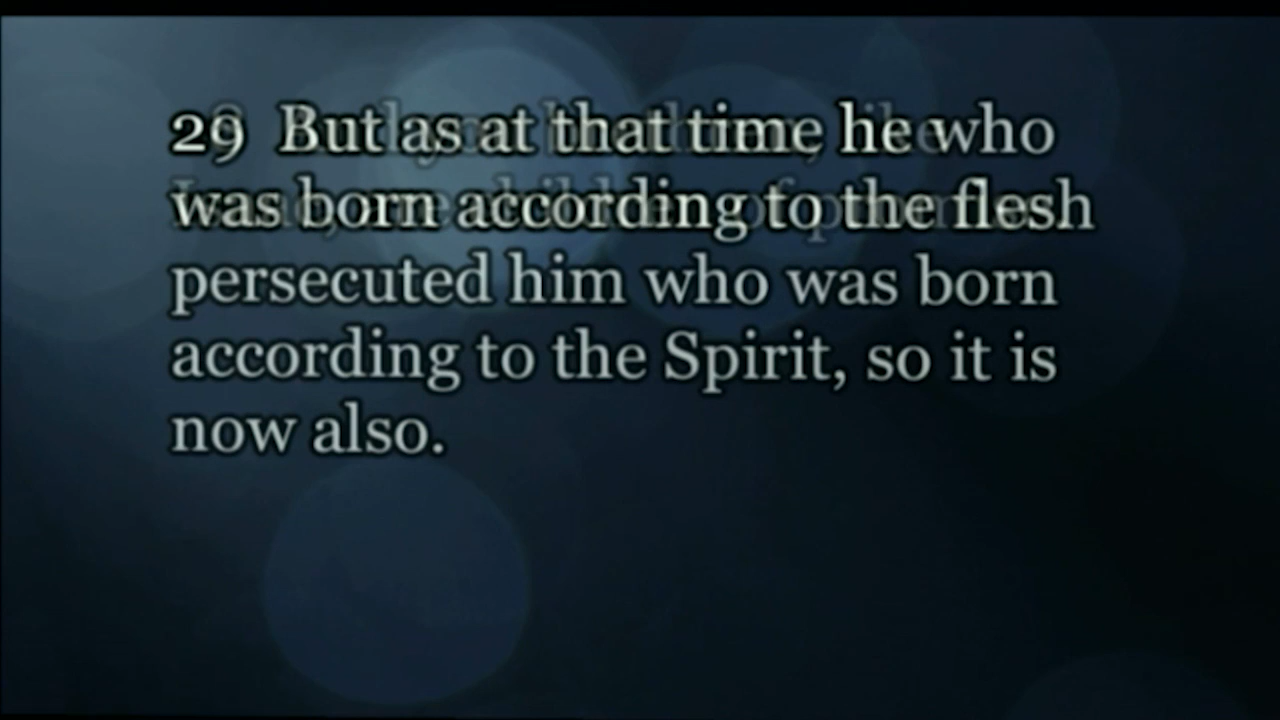 29 But as at that time he who
was born according to the flesh
persecuted him who was born
according to the Spirit, so it is
now also.